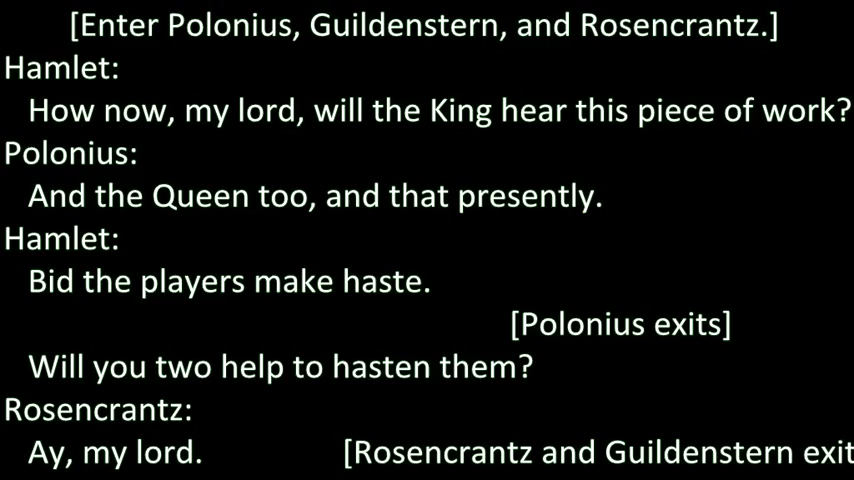 [Enter Polonius, Guildenstern, and Rosencrantz.]
Hamlet:
How now, my lord, will the King hear this piece of work?
Polonius:
And the Queen too, and that presently.
Hamlet:
Bid the players make haste.
[Polonius exits]
Will you two help to hasten them?
Rosencrantz:
Ay, my lord. [Rosencrantz and Guildenstern exit